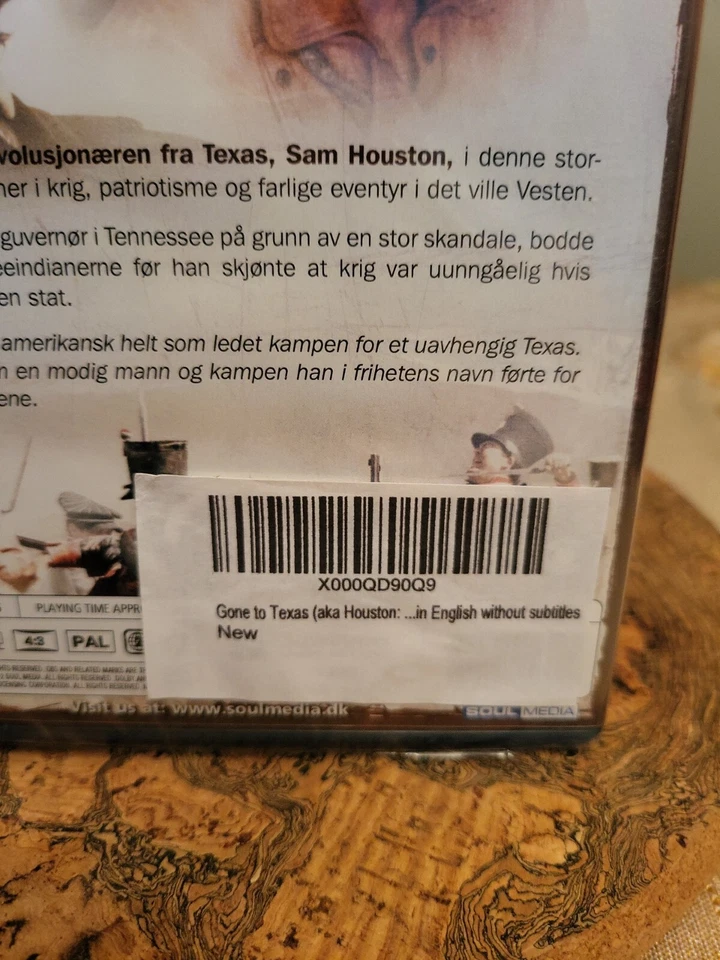 volusjonæren fra Texas, Sam Houston, i denne stor-
ner i krig, patriotisme og farlige eventyr i det ville Vesten.
guvernør i Tennessee på grunn av en stor skandale, bodde
eeindianerne før han skjønte at krig var uunngåelig hvis
en stat.
amerikansk helt som ledet kampen for et uavhengig Texas.
en modig mann og kampen han i frihetens navn førte for
ene.
X000QD90Q9
Gone to Texas (aka Houston: ...in English without subtitles
New
PLAYING TIME APPR
4:3 PAL
Visit us at: www.soulmedia.dk
SOUL MEDIA